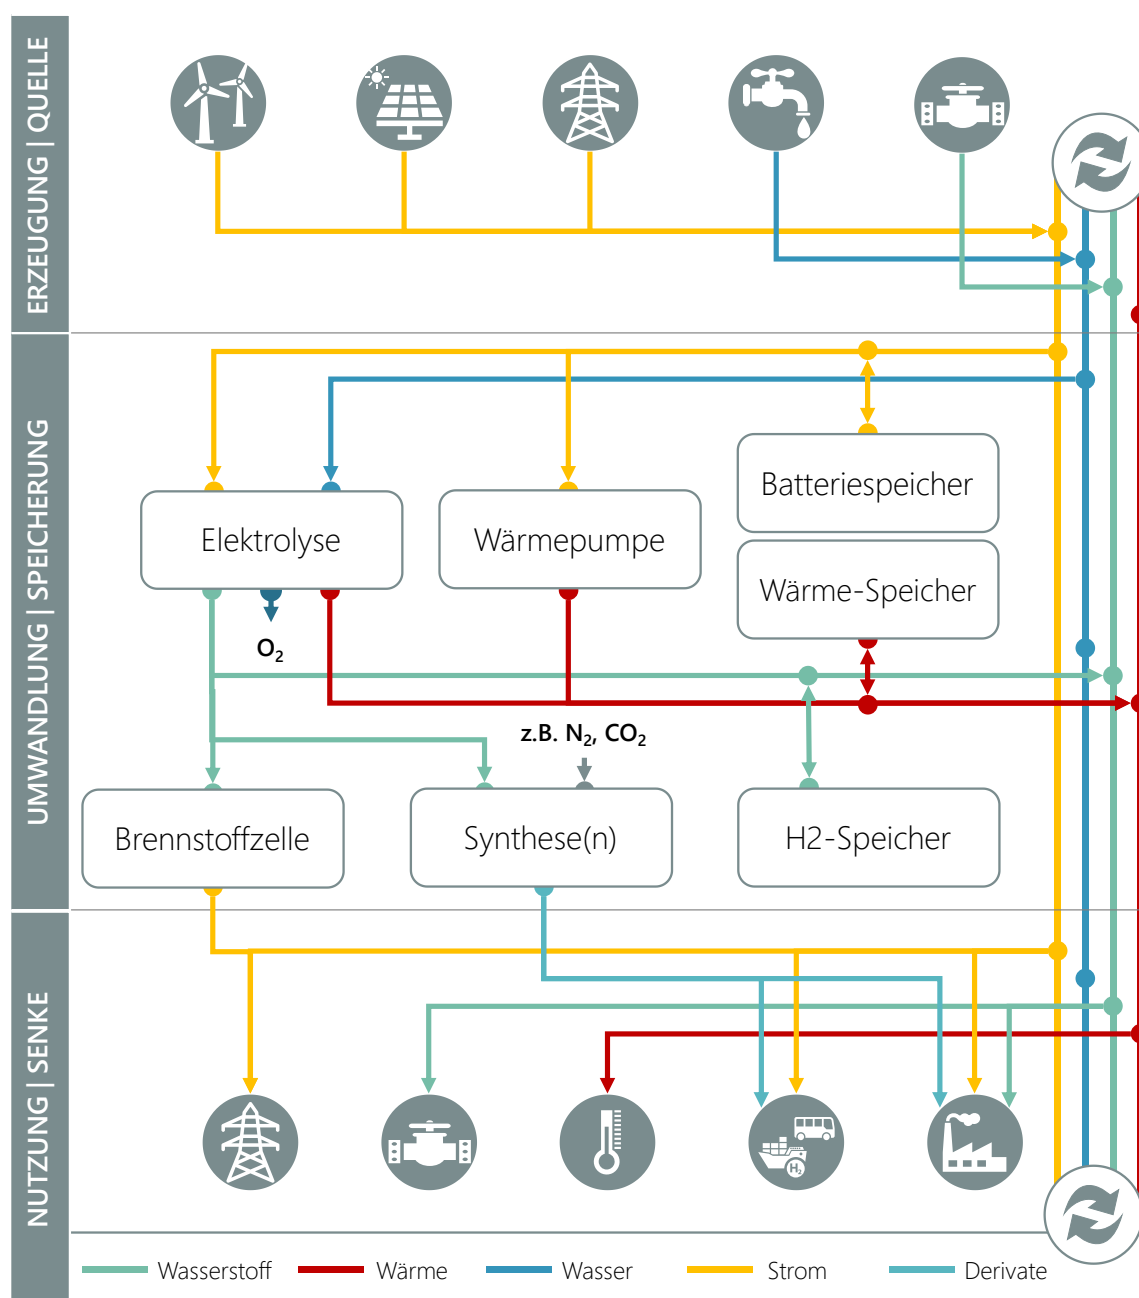 ERZEUGUNG | QUELLE
UMWANDLUNG | SPEICHERUNG
Batteriespeicher
Elektrolyse
Wärmepumpe
Wärme-Speicher
O₂
z.B. N₂, CO₂
Brennstoffzelle
Synthese(n)
H2-Speicher
NUTZUNG | SENKE
H₂
Wasserstoff
Wärme
Wasser
Strom
Derivate